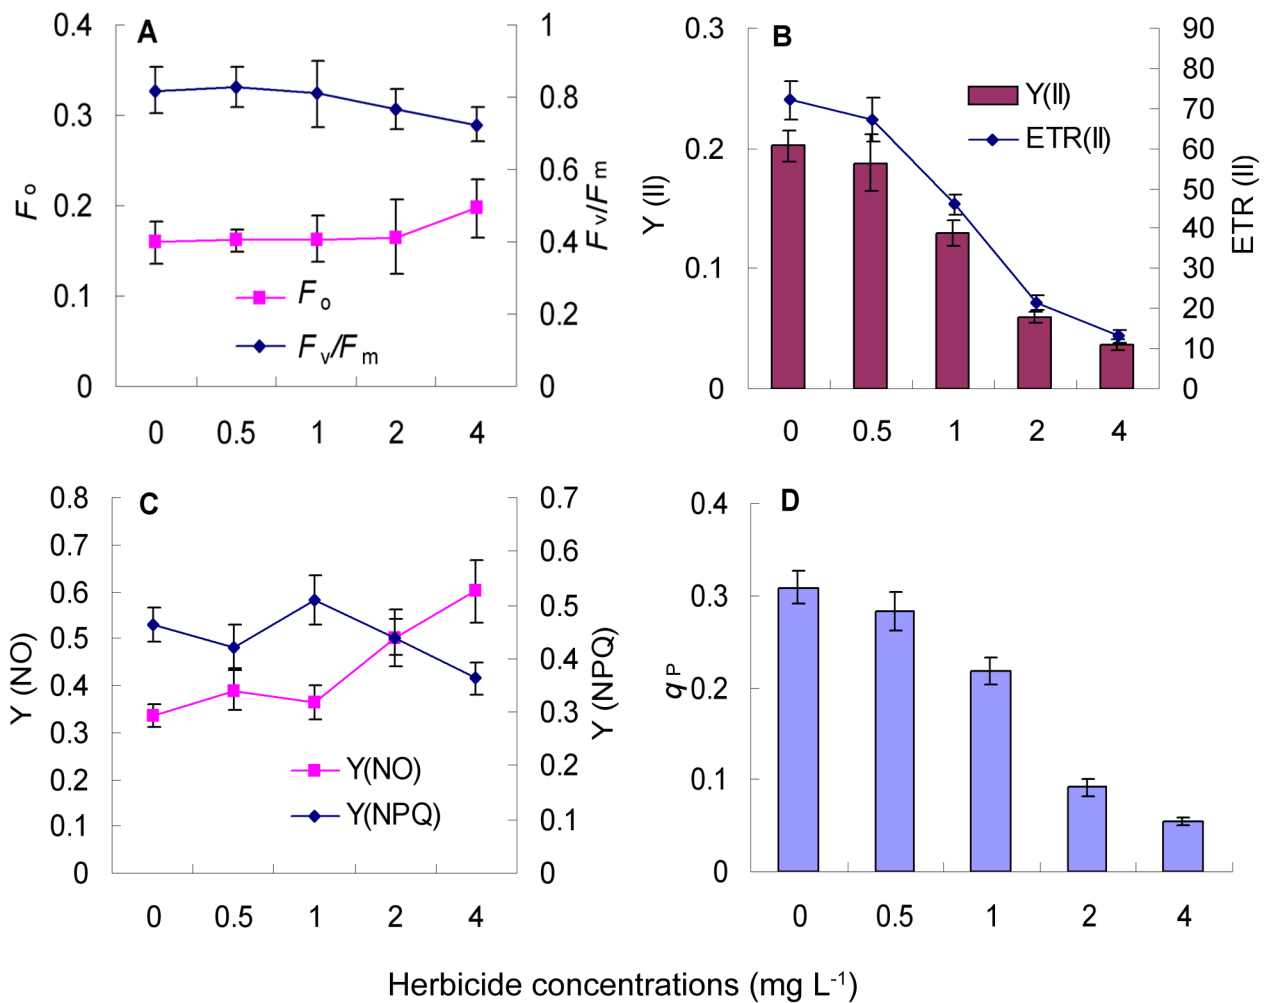 A
0.4
0.3
0.2
0.1
0
Fo
1
0.8
0.6
0.4
0.2
0
Fv/Fm
Fo
Fv/Fm
0 0.5 1 2 4
B
0.3
0.2
0.1
0
Y (II)
90
80
70
60
50
40
30
20
10
0
ETR (II)
Y(II)
ETR(II)
0 0.5 1 2 4
C
0.8
0.7
0.6
0.5
0.4
0.3
0.2
0.1
0
Y (NO)
0.7
0.6
0.5
0.4
0.3
0.2
0.1
0
Y (NPQ)
Y(NO)
Y(NPQ)
0 0.5 1 2 4
D
0.4
0.3
0.2
0.1
0
qP
0 0.5 1 2 4
Herbicide concentrations (mg L⁻¹)